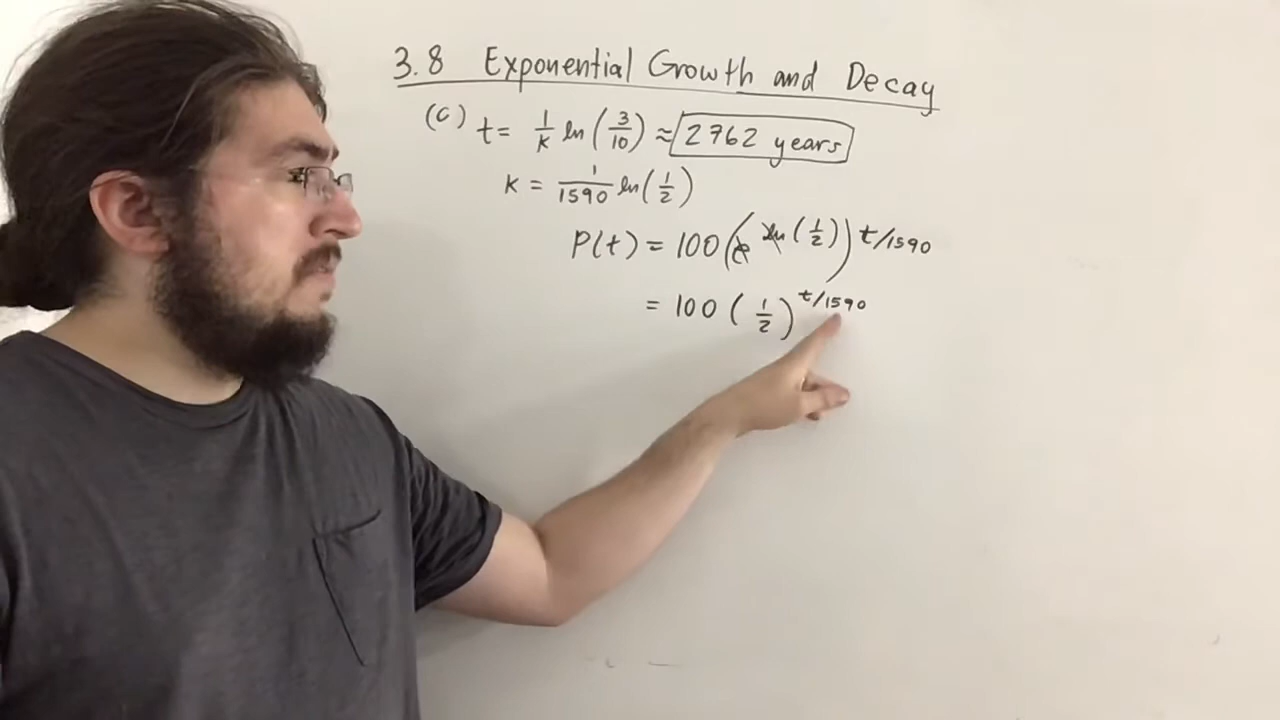 3.8 Exponential Growth and Decay
(c) t = 1/k ln(3/10) ≈ 2762 years
k = 1/1590 ln(1/2)
P(t) = 100(e^ln(1/2))^t/1590
= 100(1/2)^t/1590